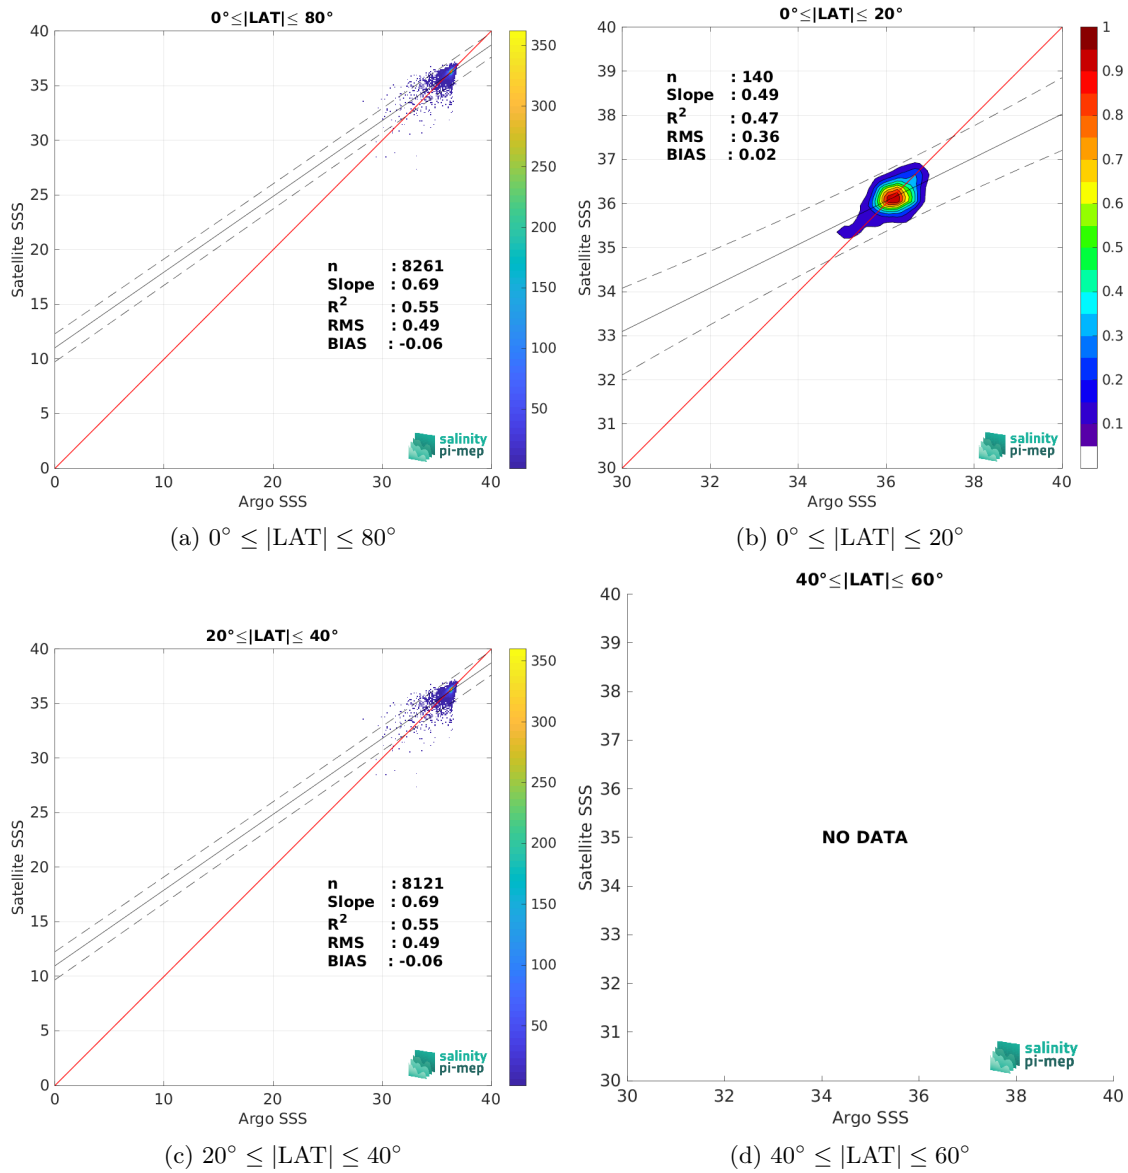 0°≤|LAT|≤ 80°
40
35
30
25
20
15
10
5
0
Satellite SSS
0
10
20
30
40
Argo SSS
n : 8261
Slope : 0.69
R2 : 0.55
RMS : 0.49
BIAS : -0.06
350
300
250
200
150
100
50
salinity
pi-mep
(a) 0° ≤ |LAT| ≤ 80°
0°≤|LAT|≤ 20°
40
39
38
37
36
35
34
33
32
31
30
Satellite SSS
30
32
34
36
38
40
Argo SSS
n : 140
Slope : 0.49
R2 : 0.47
RMS : 0.36
BIAS : 0.02
1
0.9
0.8
0.7
0.6
0.5
0.4
0.3
0.2
0.1
salinity
pi-mep
(b) 0° ≤ |LAT| ≤ 20°
20°≤|LAT|≤ 40°
40
35
30
25
20
15
10
5
0
Satellite SSS
0
10
20
30
40
Argo SSS
n : 8121
Slope : 0.69
R2 : 0.55
RMS : 0.49
BIAS : -0.06
350
300
250
200
150
100
50
salinity
pi-mep
(c) 20° ≤ |LAT| ≤ 40°
40°≤|LAT|≤ 60°
40
39
38
37
36
35
34
33
32
31
30
Satellite SSS
NO DATA
30
32
34
36
38
40
Argo SSS
salinity
pi-mep
(d) 40° ≤ |LAT| ≤ 60°